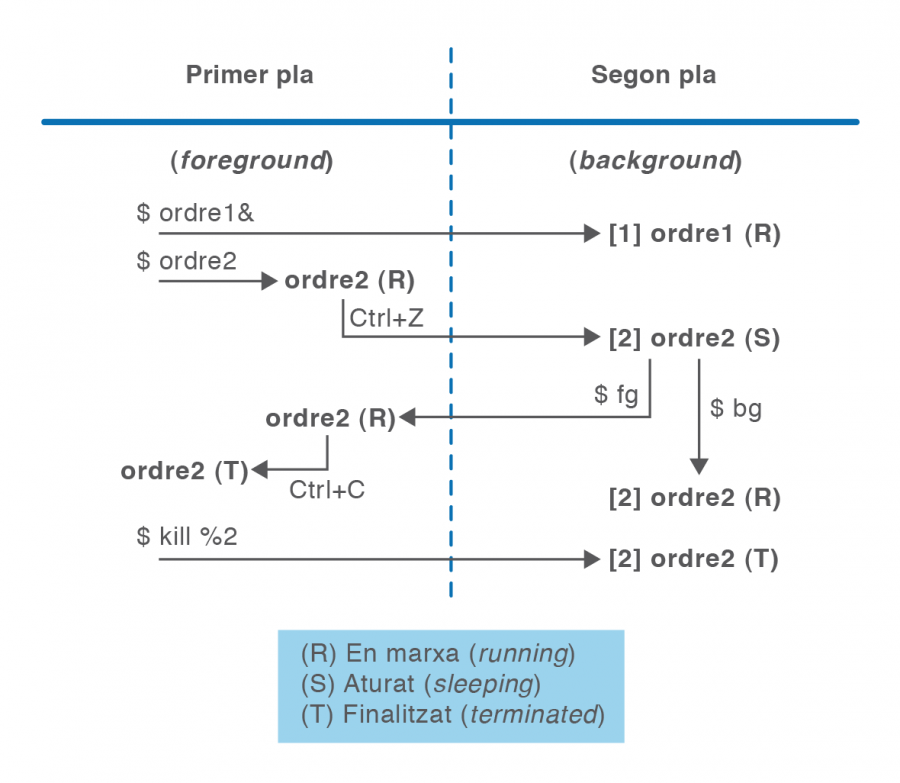 Primer pla
Segon pla
(foreground)
(background)
$ ordre1&
[1] ordre1 (R)
$ ordre2
ordre2 (R)
Ctrl+Z
[2] ordre2 (S)
$ fg
$ bg
ordre2 (R)
ordre2 (T)
Ctrl+C
[2] ordre2 (R)
$ kill %2
[2] ordre2 (T)
(R) En marxa (running)
(S) Aturat (sleeping)
(T) Finalitzat (terminated)